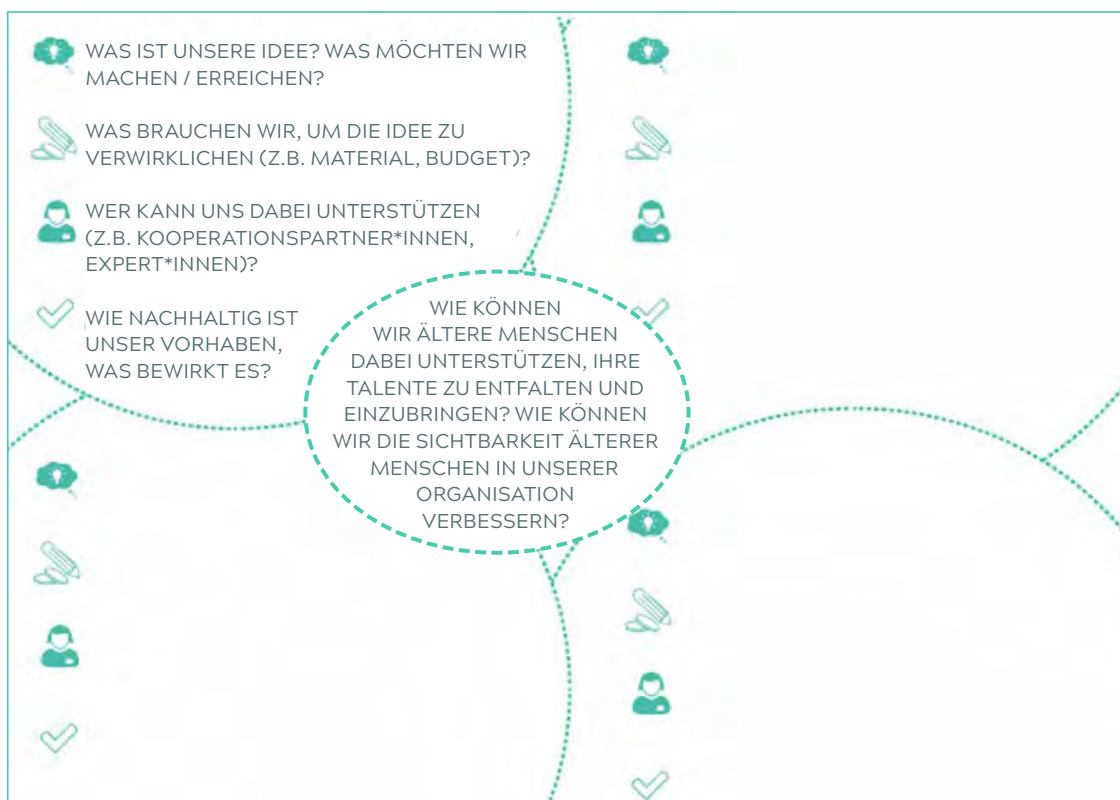 WAS IST UNSERE IDEE? WAS MÖCHTEN WIR
MACHEN / ERREICHEN?
WAS BRAUCHEN WIR, UM DIE IDEE ZU
VERWIRKLICHEN (Z.B. MATERIAL, BUDGET)?
WER KANN UNS DABEI UNTERSTÜTZEN
(Z.B. KOOPERATIONSPARTNER*INNEN,
EXPERT*INNEN)?
WIE NACHHALTIG IST
UNSER VORHABEN,
WAS BEWIRKT ES?
WIE KÖNNEN
WIR ÄLTERE MENSCHEN
DABEI UNTERSTÜTZEN, IHRE
TALENTE ZU ENTFALTEN UND
EINZUBRINGEN? WIE KÖNNEN
WIR DIE SICHTBARKEIT ÄLTERER
MENSCHEN IN UNSERER
ORGANISATION
VERBESSERN?